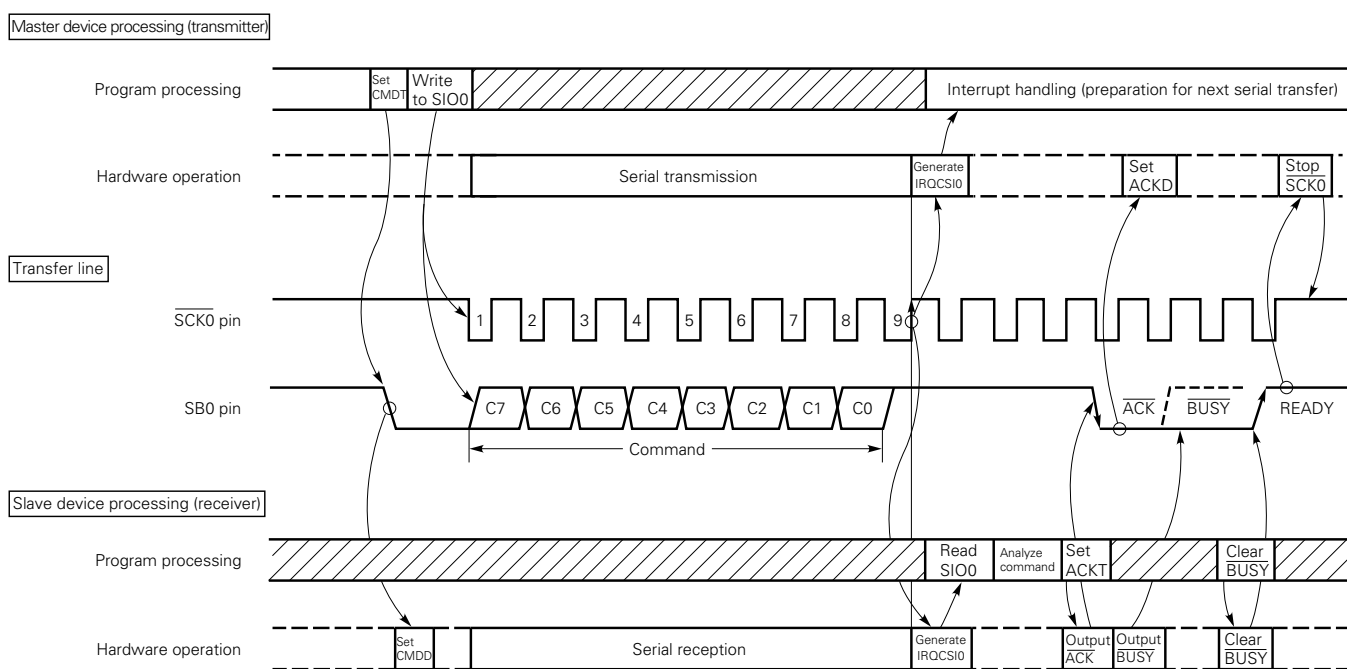 Master device processing (transmitter)
Program processing
Set
CMDT
Write
to SIO0
Interrupt handling (preparation for next serial transfer)
Hardware operation
Serial transmission
Generate
IRQCSI0
Set
ACKD
Stop
SCK0
Transfer line
SCK0 pin
1 2 3 4 5 6 7 8 9
SB0 pin
C7 C6 C5 C4 C3 C2 C1 C0
ACK BUSY READY
Command
Slave device processing (receiver)
Program processing
Read
SIO0
Analyze
command
Set
ACKT
Clear
BUSY
Hardware operation
Set
CMDD
Serial reception
Generate
IRQCSI0
Output
ACK
Output
BUSY
Clear
BUSY